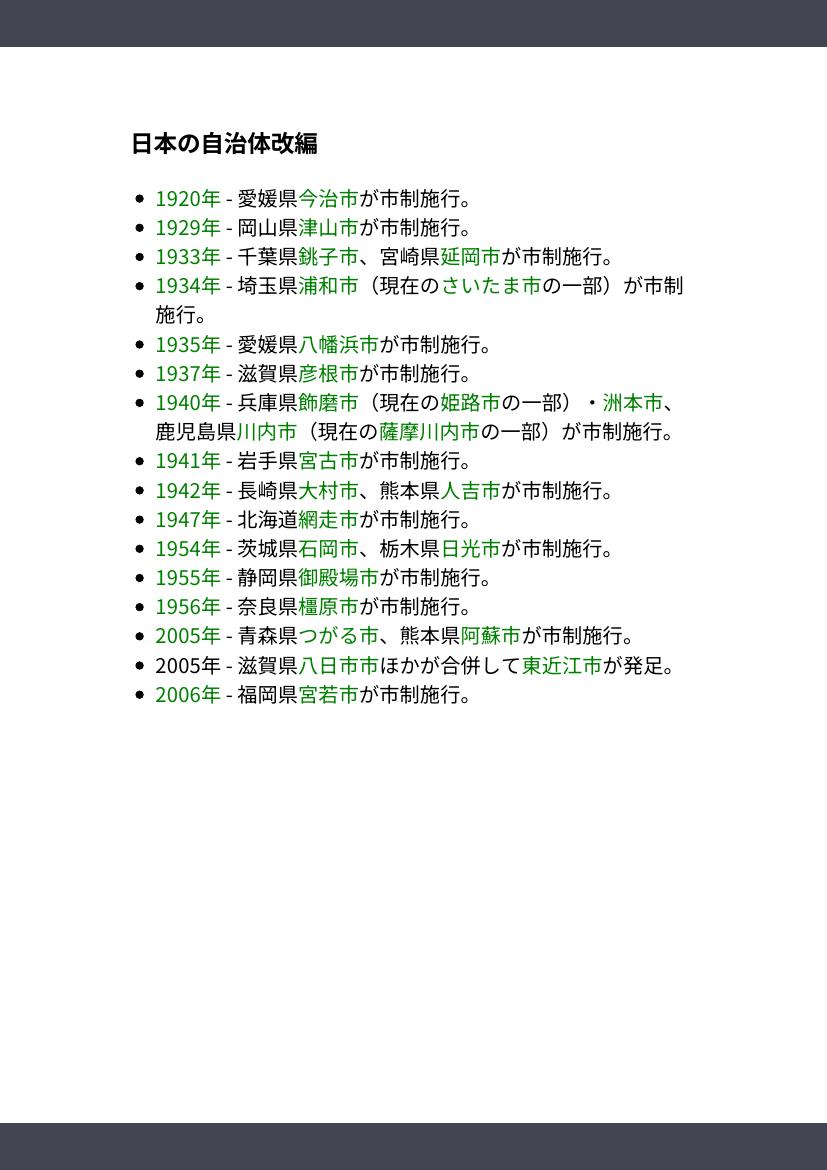 日本の自治体改編
• 1920年 - 愛媛県今治市が市制施行。
• 1929年 - 岡山県津山市が市制施行。
• 1933年 - 千葉県銚子市、宮崎県延岡市が市制施行。
• 1934年 - 埼玉県浦和市（現在のさいたま市の一部）が市制
施行。
• 1935年 - 愛媛県八幡浜市が市制施行。
• 1937年 - 滋賀県彦根市が市制施行。
• 1940年 - 兵庫県飾磨市（現在の姫路市の一部）・洲本市、
鹿児島県川内市（現在の薩摩川内市の一部）が市制施行。
• 1941年 - 岩手県宮古市が市制施行。
• 1942年 - 長崎県大村市、熊本県人吉市が市制施行。
• 1947年 - 北海道網走市が市制施行。
• 1954年 - 茨城県石岡市、栃木県日光市が市制施行。
• 1955年 - 静岡県御殿場市が市制施行。
• 1956年 - 奈良県橿原市が市制施行。
• 2005年 - 青森県つがる市、熊本県阿蘇市が市制施行。
• 2005年 - 滋賀県八日市市ほかが合併して東近江市が発足。
• 2006年 - 福岡県宮若市が市制施行。